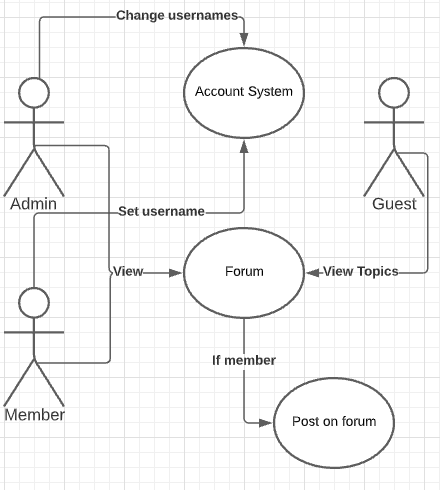 Change usernames
Account System
Admin
Guest
Set username
View
Forum
View Topics
Member
If member
Post on forum